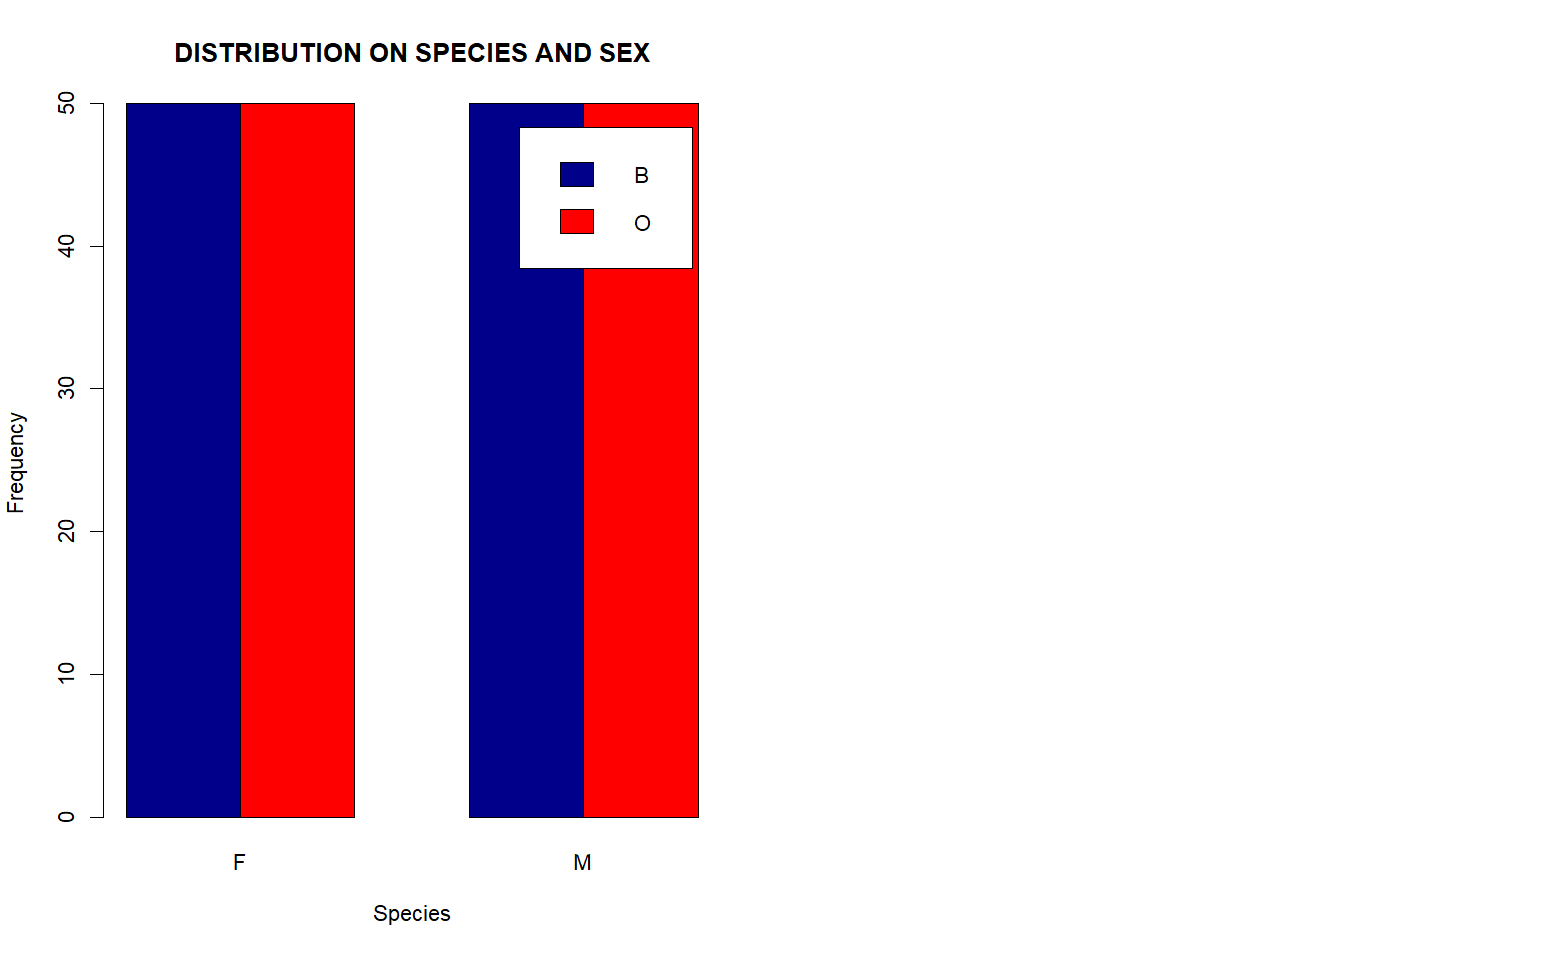 DISTRIBUTION ON SPECIES AND SEX
50
40
30
20
10
0
Frequency
B
O
F M
Species